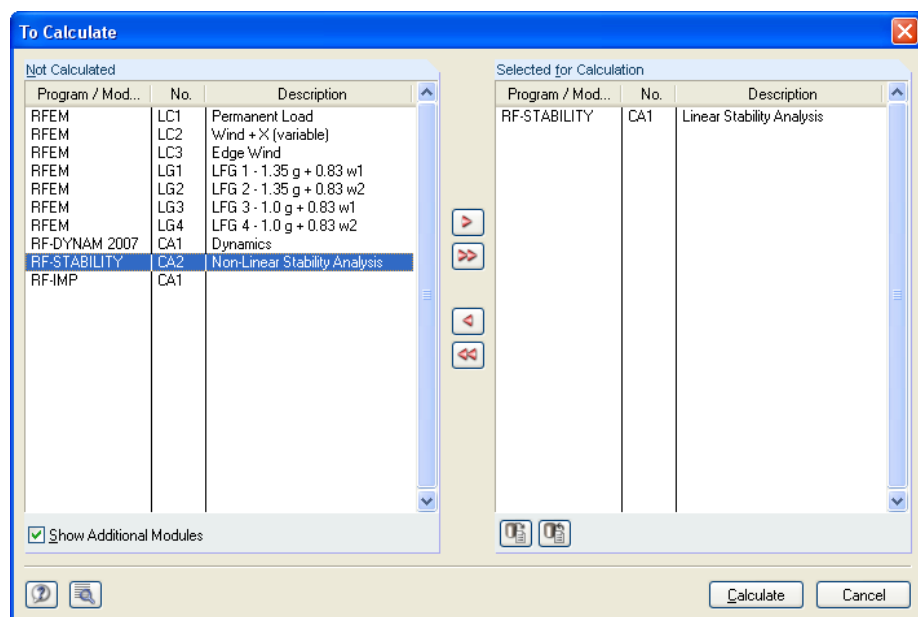 To Calculate
Not Calculated
Program / Mod... No. Description
RFEM LC1 Permanent Load
RFEM LC2 Wind + X (variable)
RFEM LC3 Edge Wind
RFEM LG1 LFG 1 - 1.35 g + 0.83 w1
RFEM LG2 LFG 2 - 1.35 g + 0.83 w2
RFEM LG3 LFG 3 - 1.0 g + 0.83 w1
RFEM LG4 LFG 4 - 1.0 g + 0.83 w2
RF-DYNAM 2007 CA1 Dynamics
RF-STABILITY CA2 Non-Linear Stability Analysis
RF-IMP CA1
Show Additional Modules
Selected for Calculation
Program / Mod... No. Description
RF-STABILITY CA1 Linear Stability Analysis
Calculate Cancel